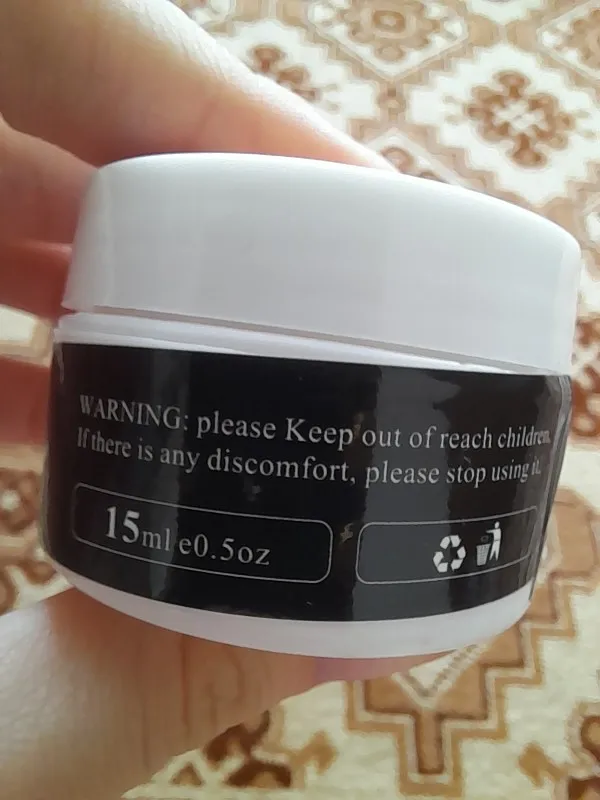 WARNING: please Keep out of reach children.
If there is any discomfort, please stop using it.
15ml e0.5oz